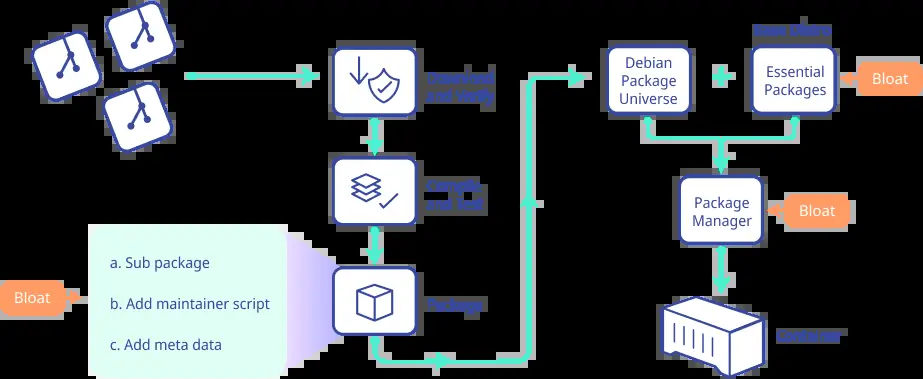 Base Distro
Debian
Package
Universe
Essential
Packages
Bloat
Download
and Verify
Compile
and Test
Package
Manager
Bloat
a. Sub package
b. Add maintainer script
c. Add meta data
Bloat
Package
Container